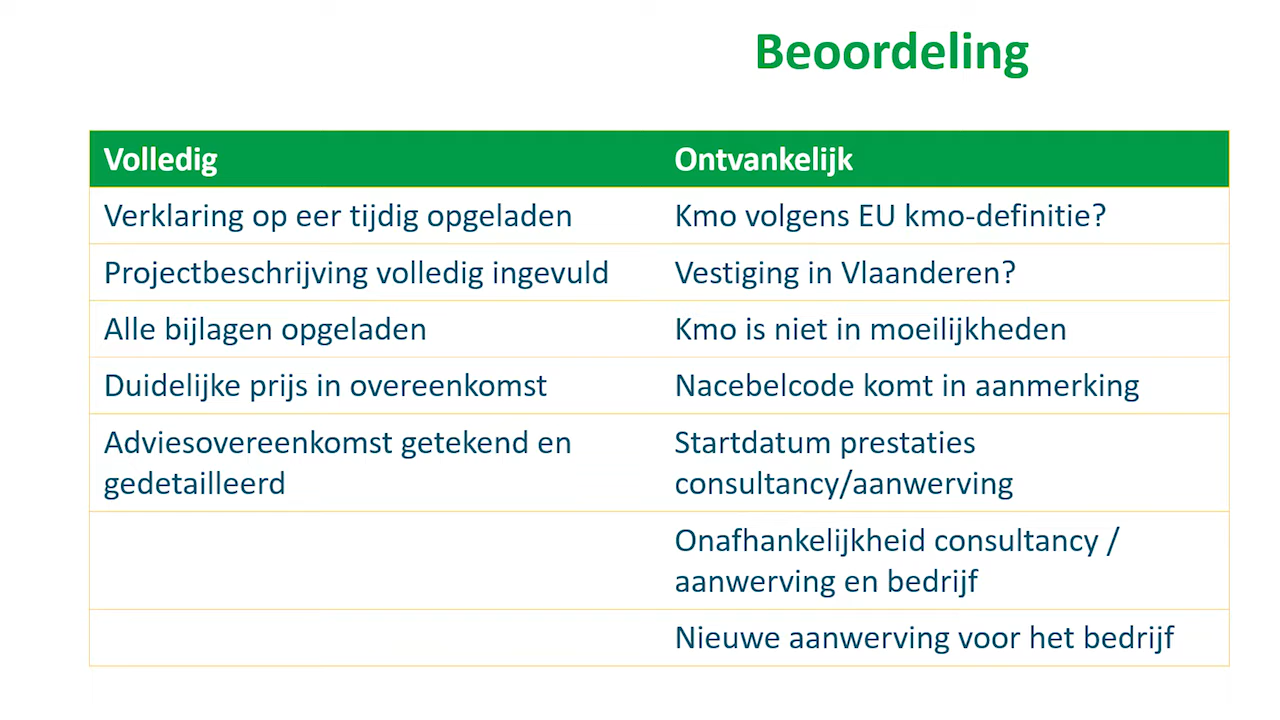 Beoordeling
Volledig
Ontvankelijk
Verklaring op eer tijdig opgeladen
Kmo volgens EU kmo-definitie?
Projectbeschrijving volledig ingevuld
Vestiging in Vlaanderen?
Alle bijlagen opgeladen
Kmo is niet in moeilijkheden
Duidelijke prijs in overeenkomst
Nacebelcode komt in aanmerking
Adviesovereenkomst getekend en
gedetailleerd
Startdatum prestaties
consultancy/aanwerving
Onafhankelijkheid consultancy /
aanwerving en bedrijf
Nieuwe aanwerving voor het bedrijf